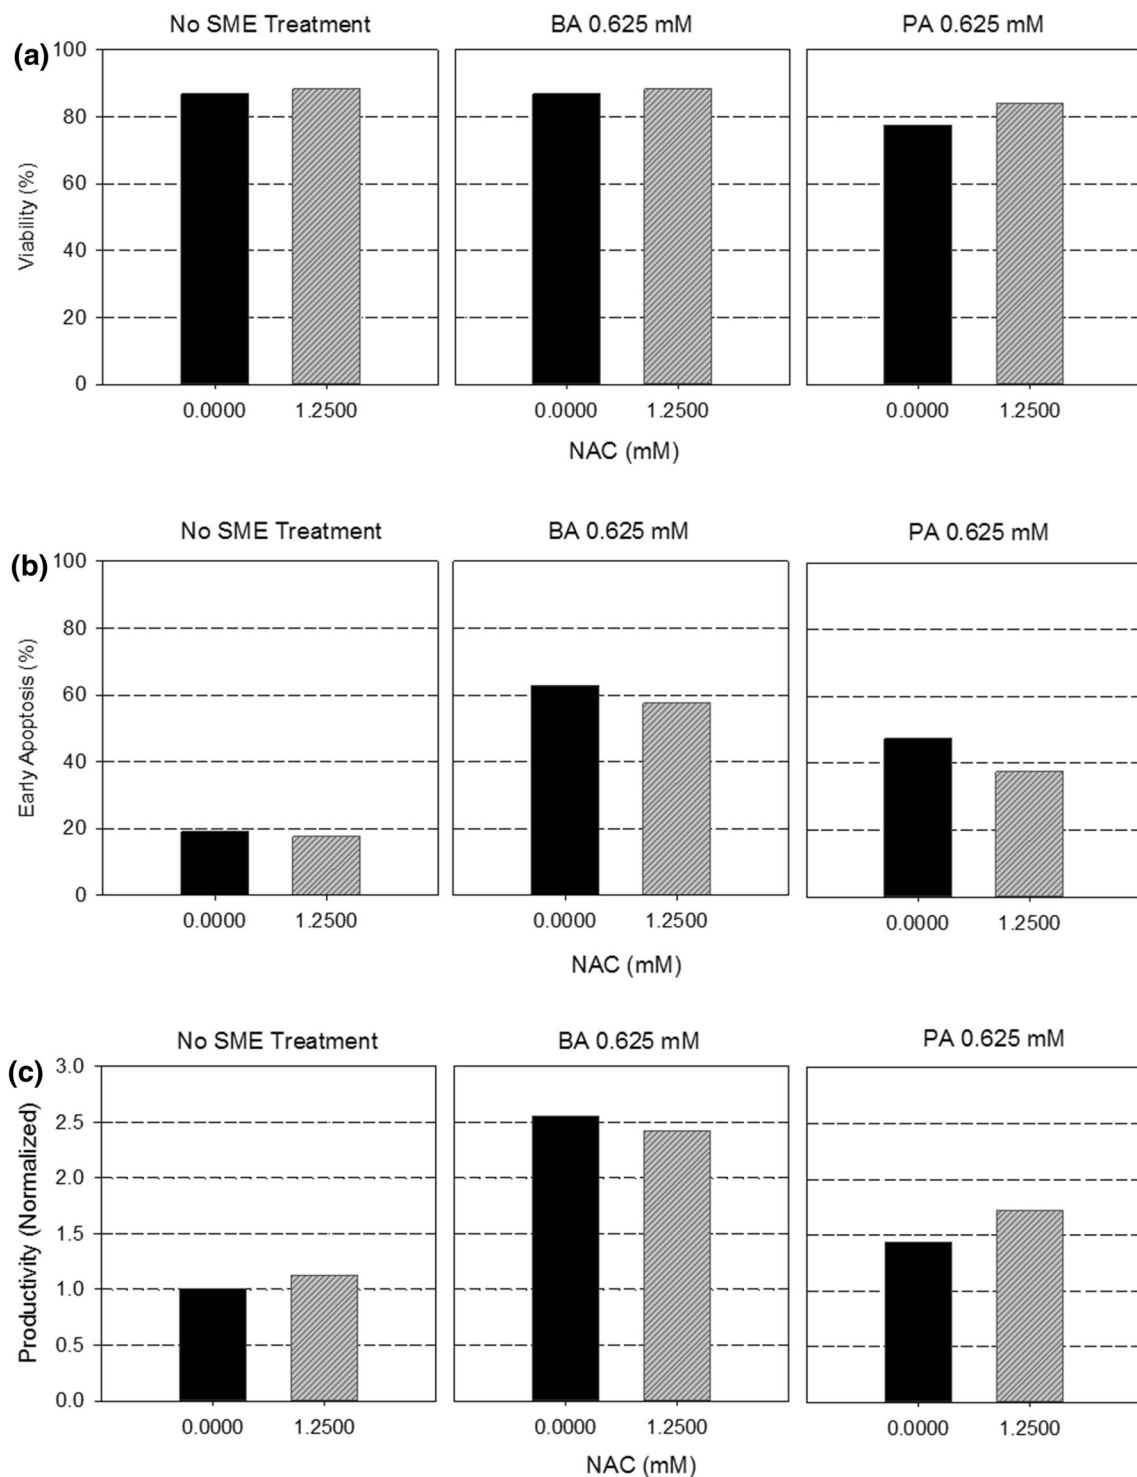 (a)
No SME Treatment BA 0.625 mM PA 0.625 mM
Viability (%)
100
80
60
40
20
0
0.0000 1.2500 0.0000 1.2500 0.0000 1.2500
NAC (mM)
(b)
No SME Treatment BA 0.625 mM PA 0.625 mM
Early Apoptosis (%)
100
80
60
40
20
0
0.0000 1.2500 0.0000 1.2500 0.0000 1.2500
NAC (mM)
(c)
No SME Treatment BA 0.625 mM PA 0.625 mM
Productivity (Normalized)
3.0
2.5
2.0
1.5
1.0
0.5
0.0
0.0000 1.2500 0.0000 1.2500 0.0000 1.2500
NAC (mM)